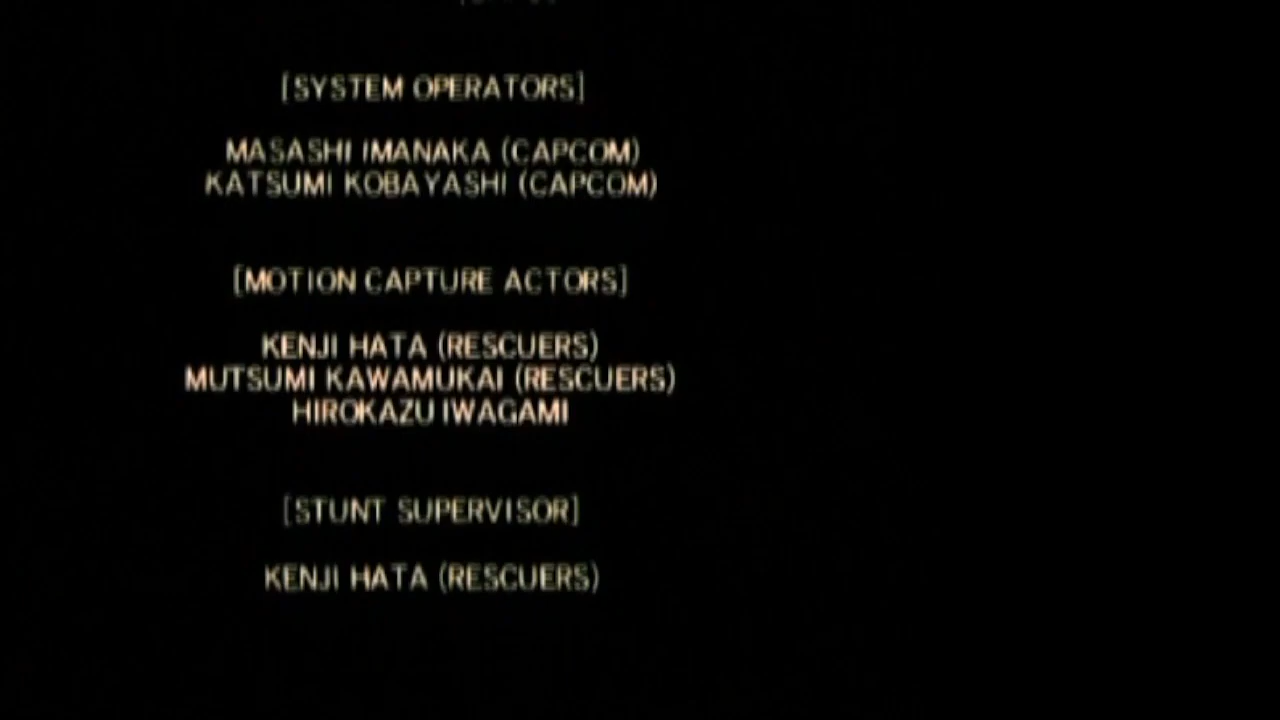 [SYSTEM OPERATORS]
MASASHI IMANAKA (CAPCOM)
KATSUMI KOBAYASHI (CAPCOM)
[MOTION CAPTURE ACTORS]
KENJI HATA (RESCUERS)
MUTSUMI KAWAMUKAI (RESCUERS)
HIROKAZU IWAGAMI
[STUNT SUPERVISOR]
KENJI HATA (RESCUERS)